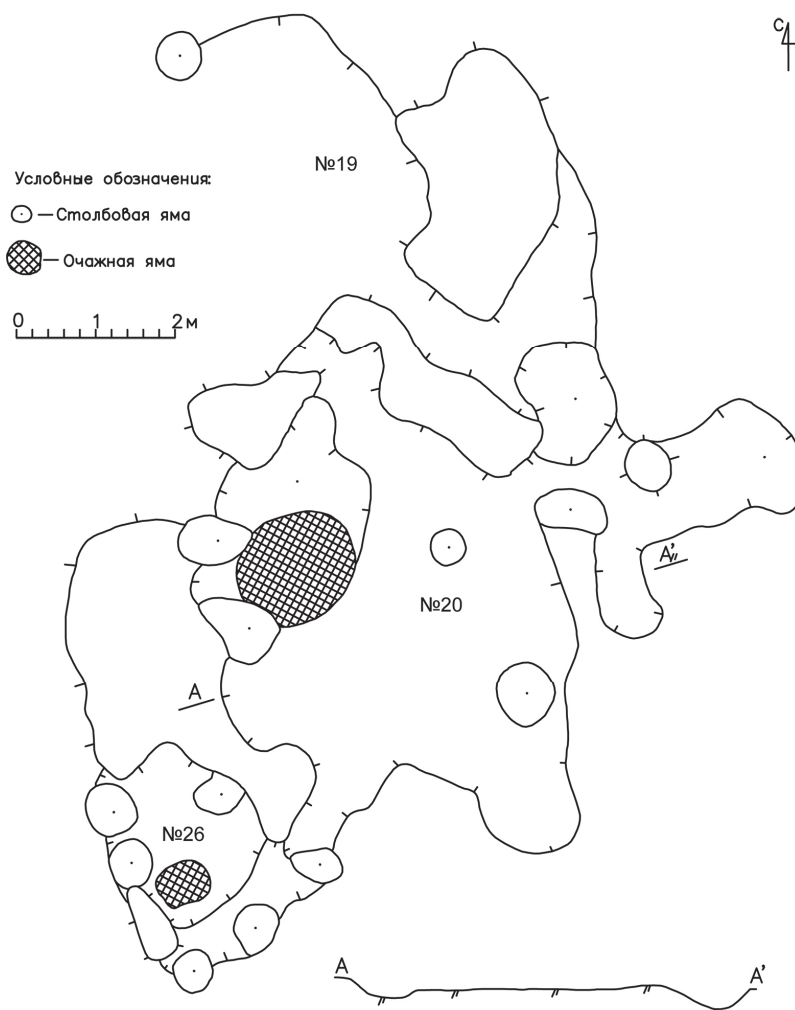 С
№19
Условные обозначения:
— Столбовая яма
— Очажная яма
0 1 2 м
А'
№20
А
№26
А А'